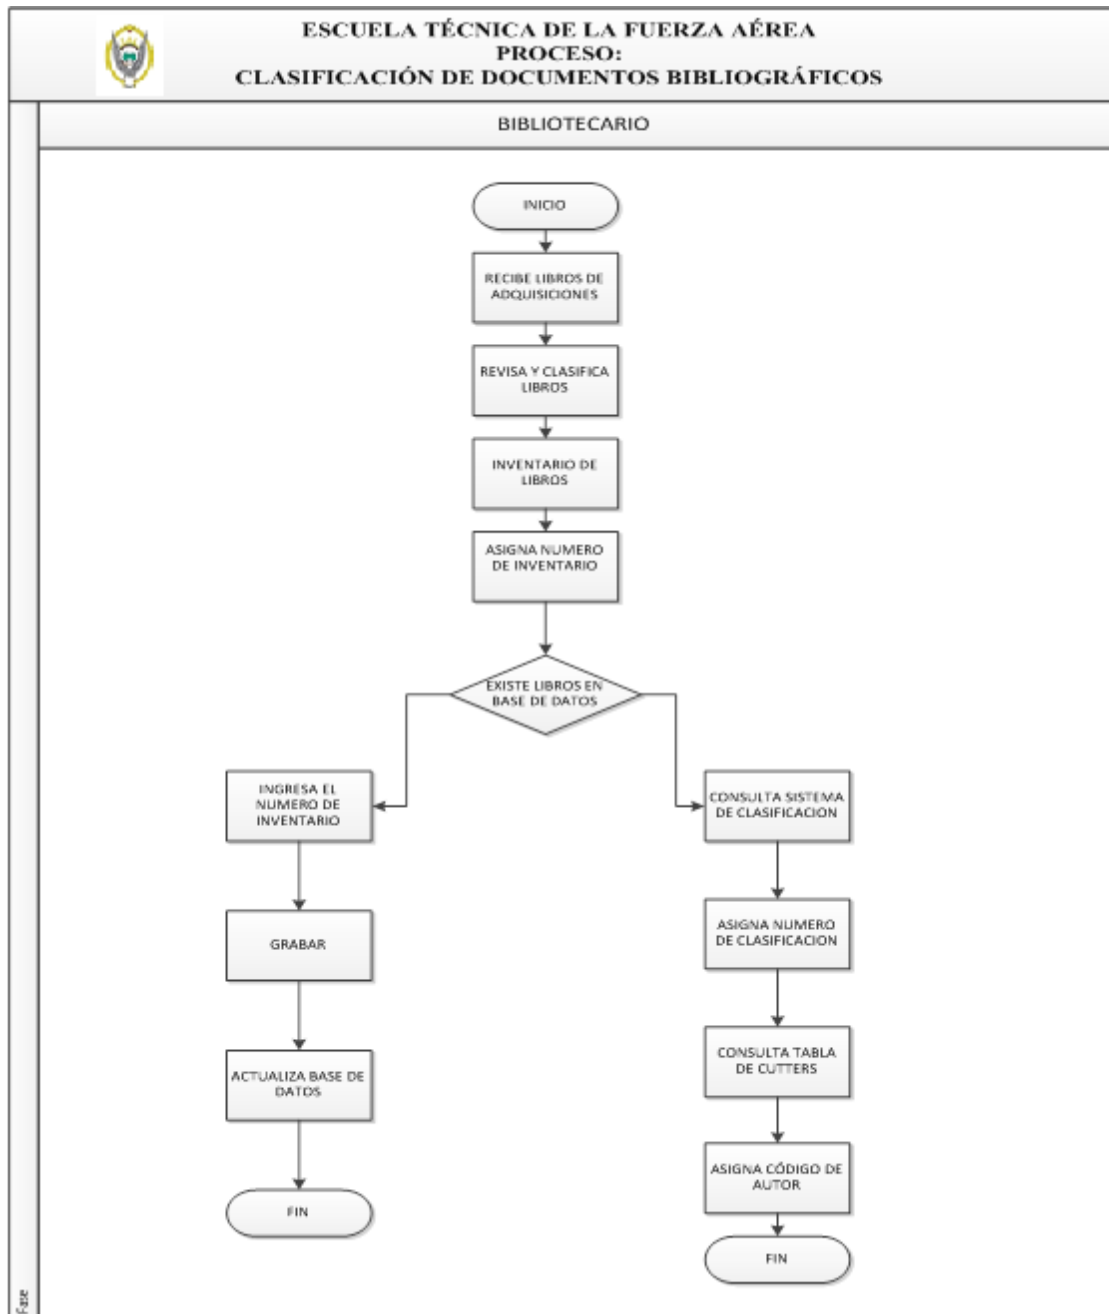 ESCUELA TÉCNICA DE LA FUERZA AÉREA
PROCESO:
CLASIFICACIÓN DE DOCUMENTOS BIBLIOGRÁFICOS
BIBLIOTECARIO
INICIO
RECIBE LIBROS DE
ADQUISICIONES
REVISA Y CLASIFICA
LIBROS
INVENTARIO DE
LIBROS
ASIGNA NUMERO
DE INVENTARIO
EXISTE LIBROS EN
BASE DE DATOS
INGRESA EL
NUMERO DE
INVENTARIO
GRABAR
ACTUALIZA BASE DE
DATOS
FIN
CONSULTA SISTEMA
DE CLASIFICACION
ASIGNA NUMERO
DE CLASIFICACION
CONSULTA TABLA
DE CUTTERS
ASIGNA CÓDIGO DE
AUTOR
FIN
Fase